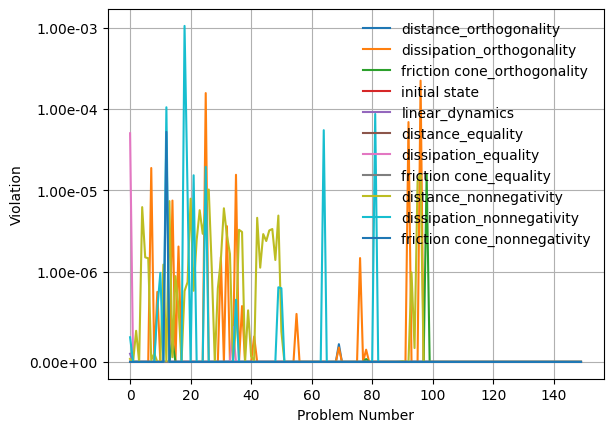 1.00e−03
1.00e−04
1.00e−05
1.00e−06
0.00e+00
Violation
0
20
40
60
80
100
120
140
Problem Number
distance_orthogonality
dissipation_orthogonality
friction cone_orthogonality
initial state
linear_dynamics
distance_equality
dissipation_equality
friction cone_equality
distance_nonnegativity
dissipation_nonnegativity
friction cone_nonnegativity